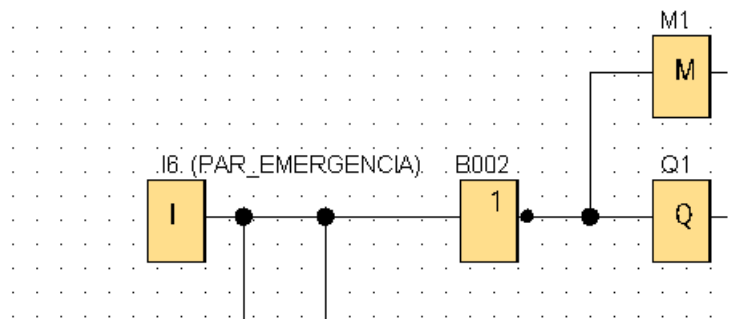 M1
M
I6 (PAR_EMERGENCIA)
B002
Q1
I
1
Q